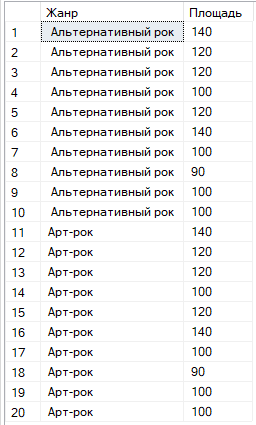 Жанр Площадь
1 Альтернативный рок 140
2 Альтернативный рок 120
3 Альтернативный рок 120
4 Альтернативный рок 100
5 Альтернативный рок 120
6 Альтернативный рок 140
7 Альтернативный рок 100
8 Альтернативный рок 90
9 Альтернативный рок 100
10 Альтернативный рок 100
11 Арт-рок 140
12 Арт-рок 120
13 Арт-рок 120
14 Арт-рок 100
15 Арт-рок 120
16 Арт-рок 140
17 Арт-рок 100
18 Арт-рок 90
19 Арт-рок 100
20 Арт-рок 100